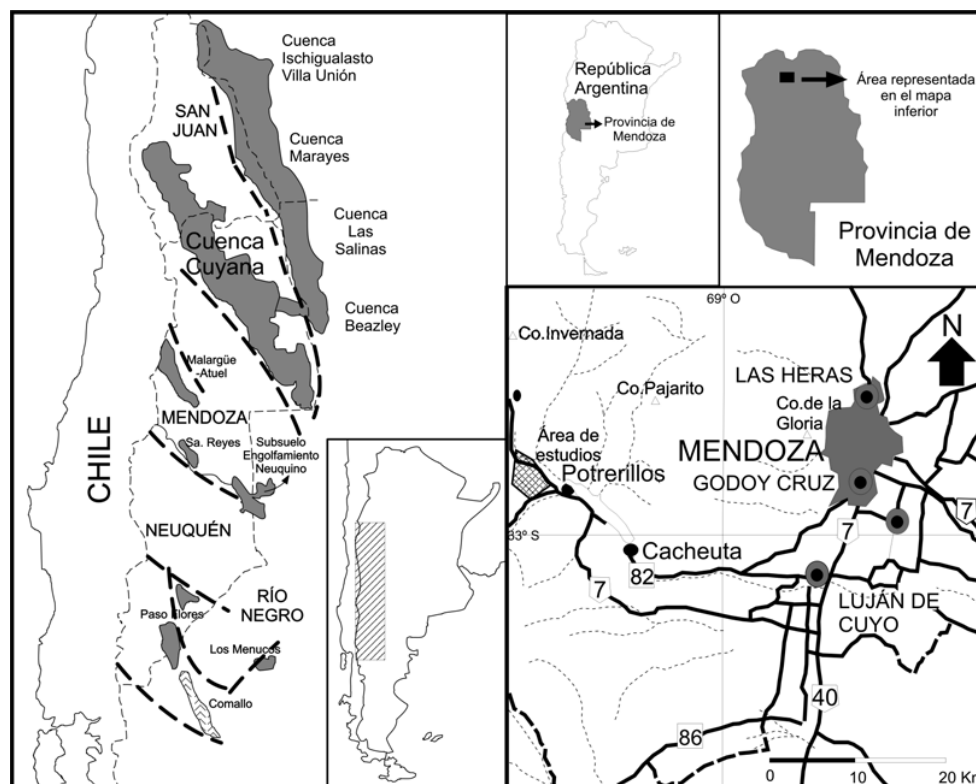 Cuenca
Ischigualasto
Villa Unión
SAN
JUAN
Cuenca
Marayes
Cuenca
Las
Salinas
Cuenca
Cuyana
Cuenca
Beazley
Malargüe
-Atuel
MENDOZA
Sa. Reyes
Subsuelo
Engolfamiento
Neuquino
CHILE
NEUQUÉN
RÍO
NEGRO
Paso Flores
Los Menucos
Comallo
República
Argentina
Provincia de
Mendoza
Área representada
en el mapa
inferior
Provincia de
Mendoza
69° O
N
Co.Invernada
LAS HERAS
Co.Pajarito
Co.de la
Gloria
Área de
estudios
MENDOZA
Potrerillos
GODOY CRUZ
7
7
33° S
Cacheuta
82
7
LUJÁN DE
CUYO
40
86
0
10
20 Km